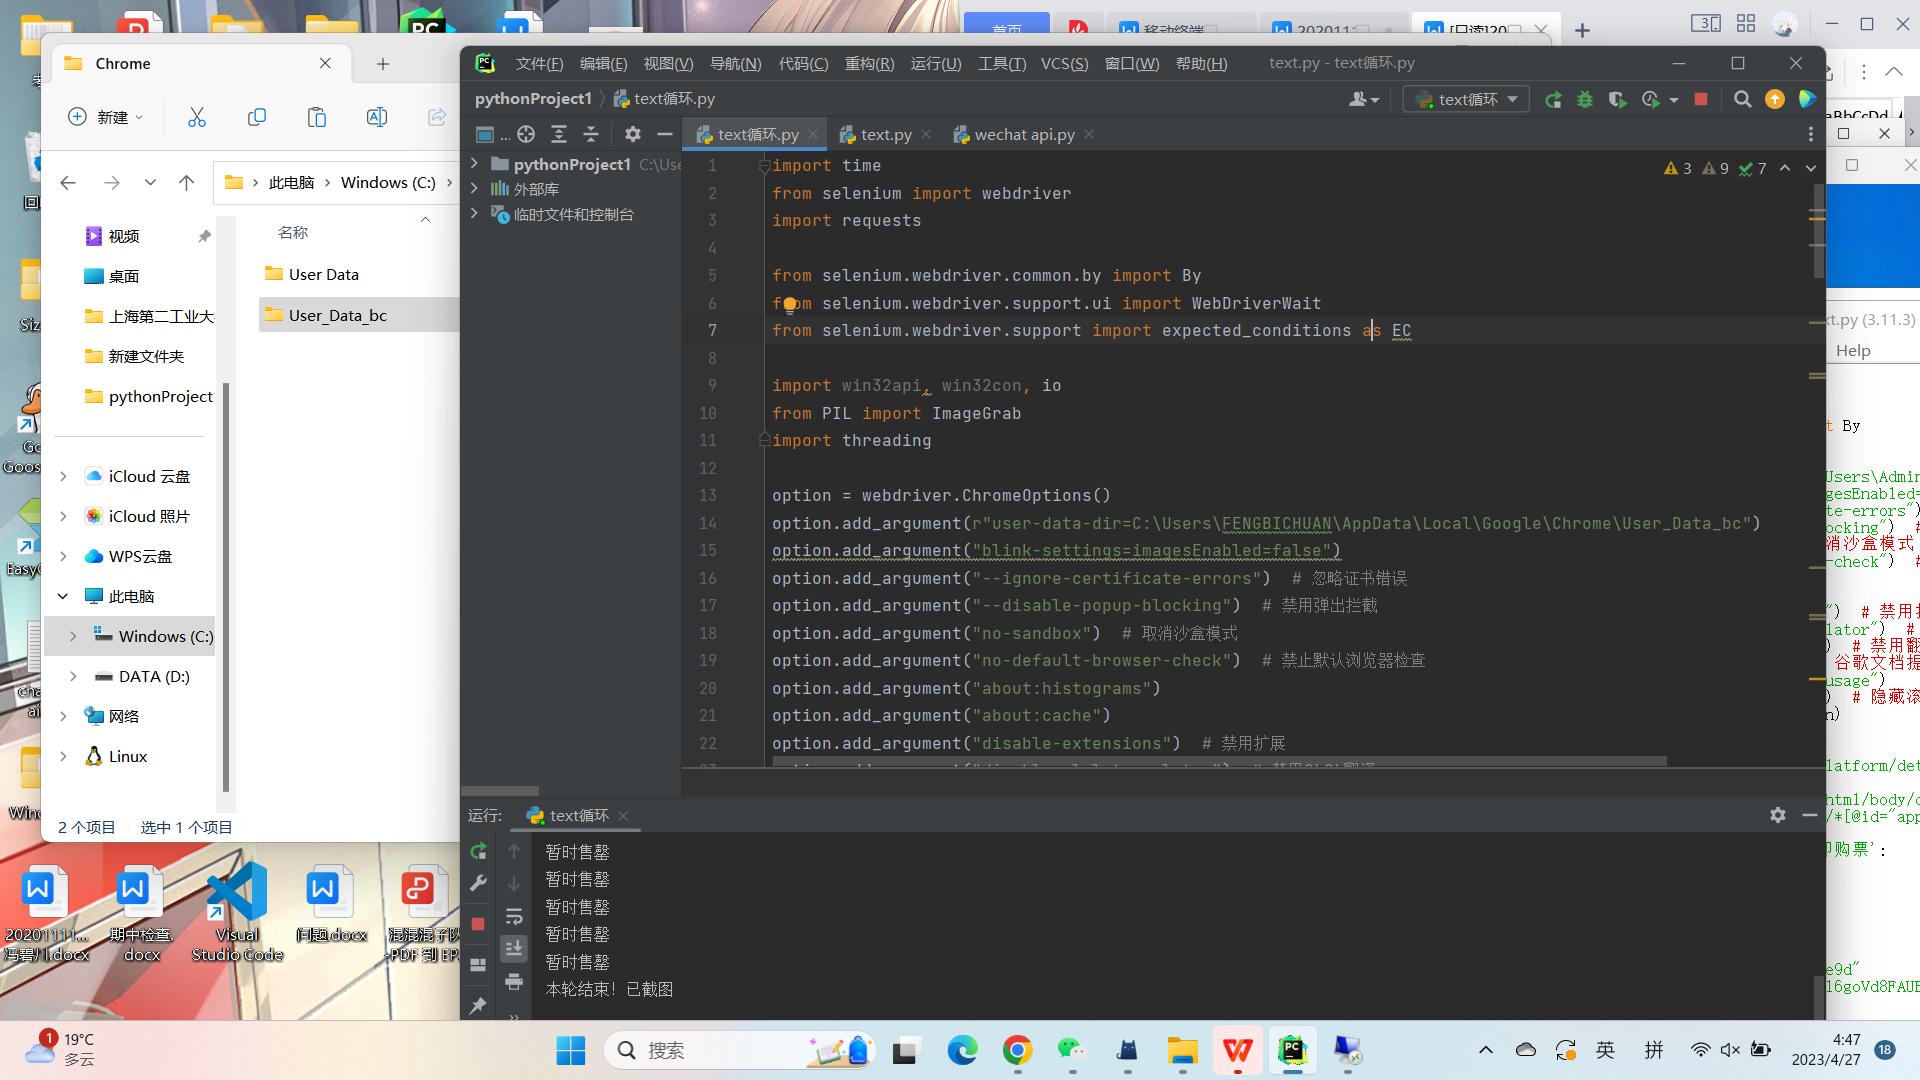 首页
移动终端
202011
[只读]20
Chrome
新建
此电脑
Windows (C:)
视频
桌面
上海第二工业大
新建文件夹
pythonProject
iCloud 云盘
iCloud 照片
WPS云盘
此电脑
Windows (C:)
DATA (D:)
网络
Linux
名称
User Data
User_Data_bc
2 个项目 选中 1 个项目
文件(F) 编辑(E) 视图(V) 导航(N) 代码(C) 重构(R) 运行(U) 工具(T) VCS(S) 窗口(W) 帮助(H) text.py - text循环.py
pythonProject1 text循环.py
text循环
text循环.py text.py wechat api.py
pythonProject1 C:\Use
外部库
临时文件和控制台
3 9 7
1 import time
2 from selenium import webdriver
3 import requests
4
5 from selenium.webdriver.common.by import By
6 from selenium.webdriver.support.ui import WebDriverWait
7 from selenium.webdriver.support import expected_conditions as EC
8
9 import win32api, win32con, io
10 from PIL import ImageGrab
11 import threading
12
13 option = webdriver.ChromeOptions()
14 option.add_argument(r"user-data-dir=C:\Users\FENGBICHUAN\AppData\Local\Google\Chrome\User_Data_bc")
15 option.add_argument("blink-settings=imagesEnabled=false")
16 option.add_argument("--ignore-certificate-errors") # 忽略证书错误
17 option.add_argument("--disable-popup-blocking") # 禁用弹出拦截
18 option.add_argument("no-sandbox") # 取消沙盒模式
19 option.add_argument("no-default-browser-check") # 禁止默认浏览器检查
20 option.add_argument("about:histograms")
21 option.add_argument("about:cache")
22 option.add_argument("disable-extensions") # 禁用扩展
运行: text循环
暂时售罄
暂时售罄
暂时售罄
暂时售罄
暂时售罄
本轮结束! 已截图
xt.py (3.11.3)
Help
t By
Users\Admin
gesEnabled=
te-errors")
ocking") #
消沙盒模式
-check") #
") # 禁用扩
lator") #
) # 禁用翻
谷歌文档提
usage")
) # 隐藏滚
n)
latform/det
html/body/d
/*[@id="app
即购票':
e9d"
l6goVd8FAUE
20201111...
冯碧川.docx
期中检查.
docx
Visual
Studio Code
问题.docx
混混混子队
-PDF 到 EP...
1
19°C
多云
搜索
英 拼
4:47
2023/4/27
18